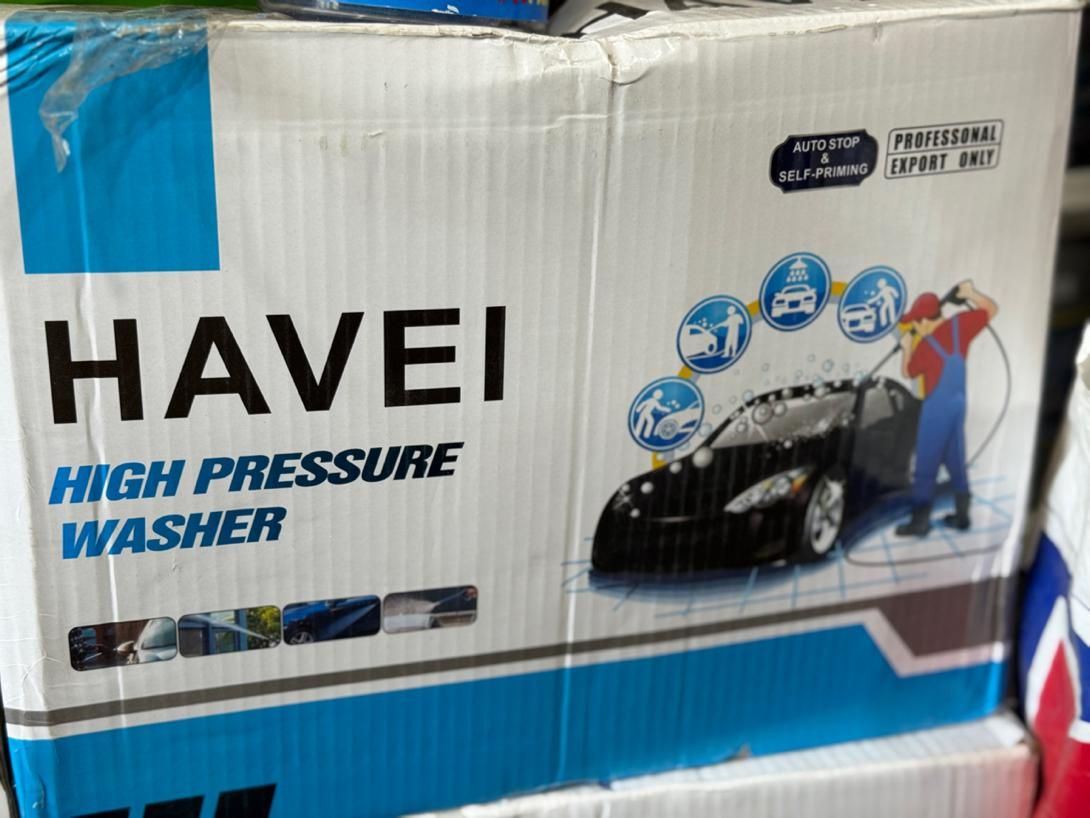 AUTO STOP
&
SELF-PRIMING
PROFESSONAL
EXPORT ONLY
HAVEI
HIGH PRESSURE
WASHER